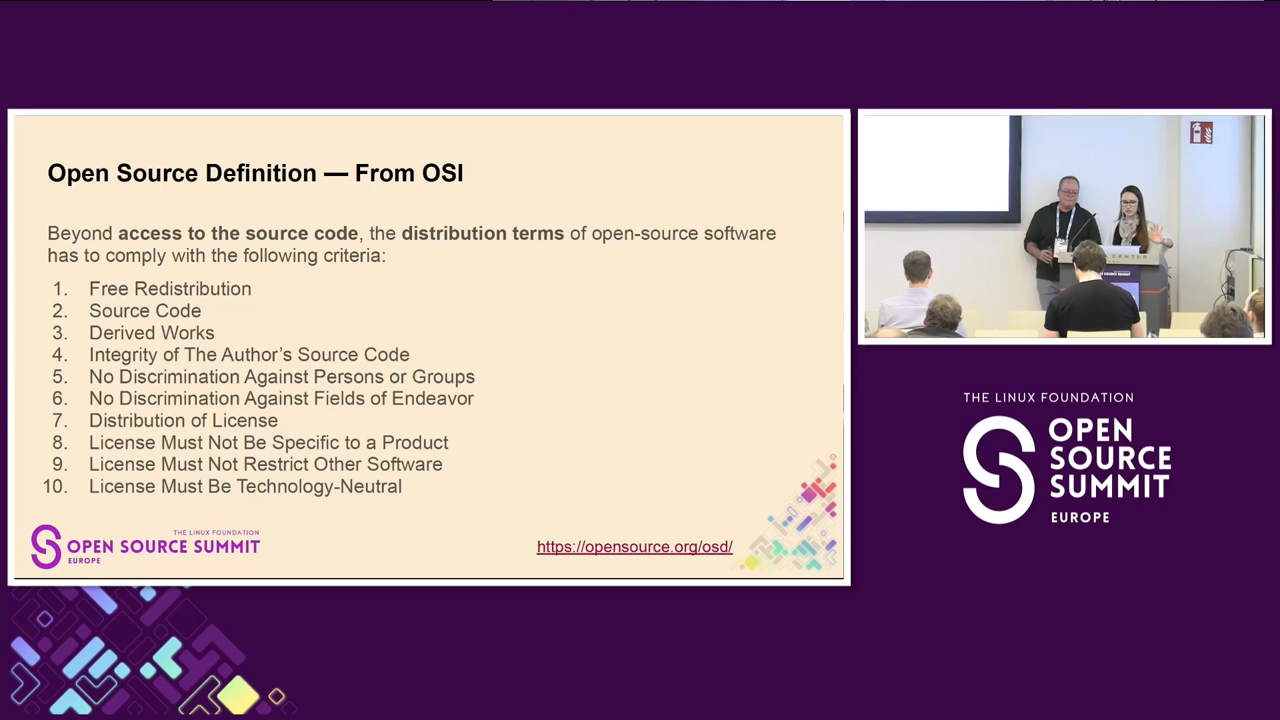 Open Source Definition — From OSI
Beyond access to the source code, the distribution terms of open-source software
has to comply with the following criteria:
1. Free Redistribution
2. Source Code
3. Derived Works
4. Integrity of The Author’s Source Code
5. No Discrimination Against Persons or Groups
6. No Discrimination Against Fields of Endeavor
7. Distribution of License
8. License Must Not Be Specific to a Product
9. License Must Not Restrict Other Software
10. License Must Be Technology-Neutral
THE LINUX FOUNDATION
OPEN SOURCE SUMMIT
EUROPE
https://opensource.org/osd/
THE LINUX FOUNDATION
OPEN
SOURCE
SUMMIT
EUROPE